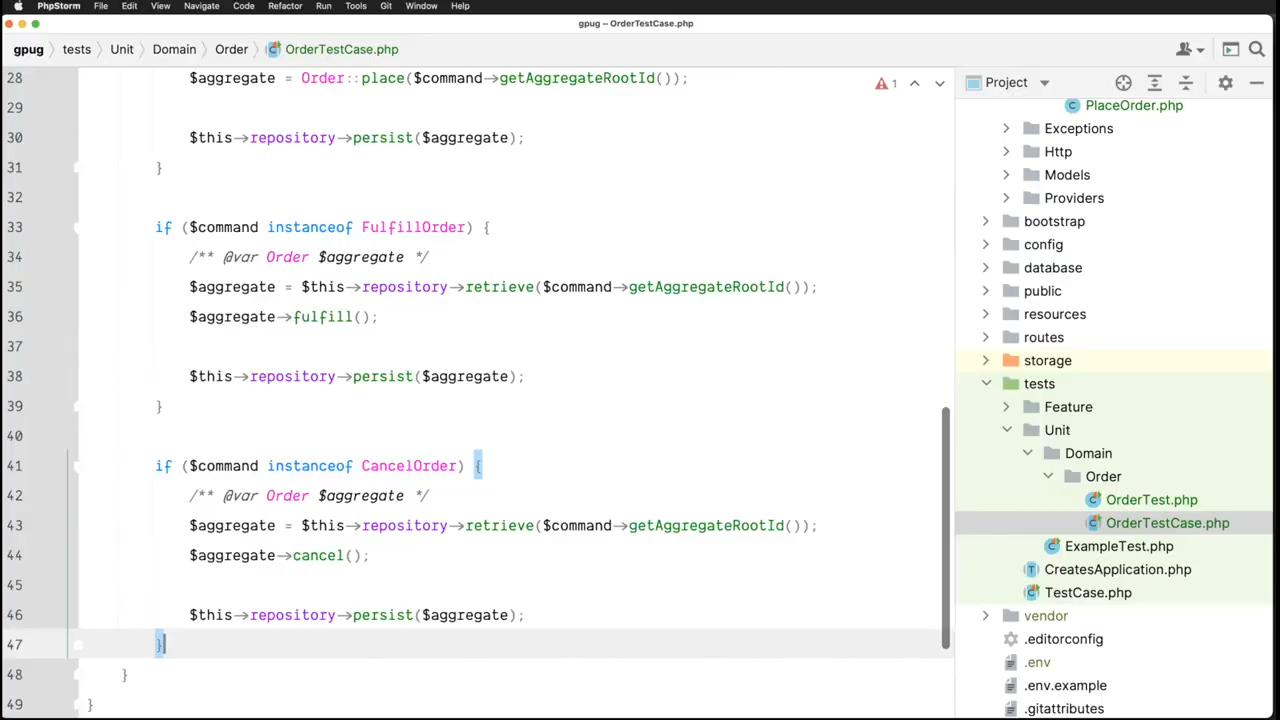 PhpStorm File Edit View Navigate Code Refactor Run Tools Git Window Help
gpug – OrderTestCase.php
gpug tests Unit Domain Order OrderTestCase.php
28 $aggregate = Order::place($command->getAggregateRootId());
29
30 $this->repository->persist($aggregate);
31 }
32
33 if ($command instanceof FulfillOrder) {
34 /** @var Order $aggregate */
35 $aggregate = $this->repository->retrieve($command->getAggregateRootId());
36 $aggregate->fulfill();
37
38 $this->repository->persist($aggregate);
39 }
40
41 if ($command instanceof CancelOrder) {
42 /** @var Order $aggregate */
43 $aggregate = $this->repository->retrieve($command->getAggregateRootId());
44 $aggregate->cancel();
45
46 $this->repository->persist($aggregate);
47 }
48 }
49 }
1
Project
PlaceOrder.php
Exceptions
Http
Models
Providers
bootstrap
config
database
public
resources
routes
storage
tests
Feature
Unit
Domain
Order
OrderTest.php
OrderTestCase.php
ExampleTest.php
CreatesApplication.php
TestCase.php
vendor
.editorconfig
.env
.env.example
.gitattributes